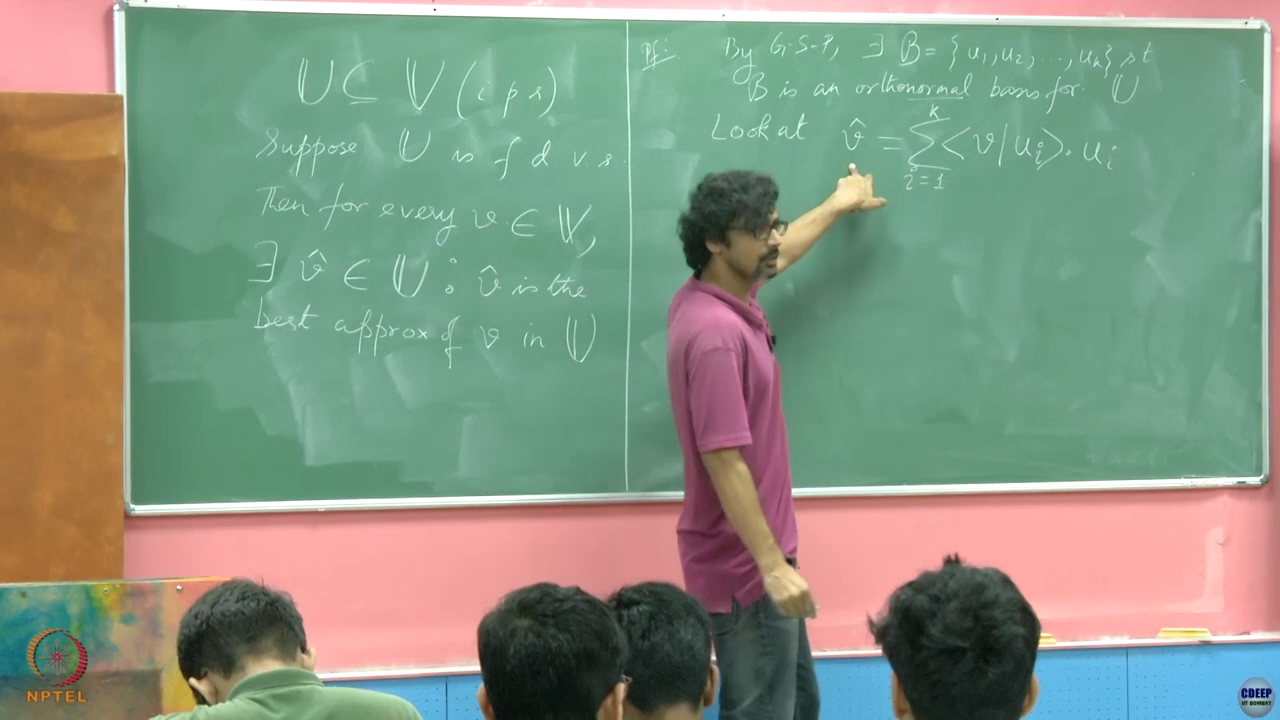 𝕌 ⊆ 𝕍 (i p s)
Suppose 𝕌 is f d v.s.
Then for every v ∈ 𝕍,
∃ v̂ ∈ 𝕌 : v̂ is the
best approx of v in 𝕌
Pf: By G-S-P, ∃ B = {u₁, u₂, ..., uₖ} st
B is an orthonormal basis for 𝕌
Look at v̂ = Σ_{i=1}^{k} <v|uᵢ>. uᵢ
NPTEL
CDEEP
IIT BOMBAY